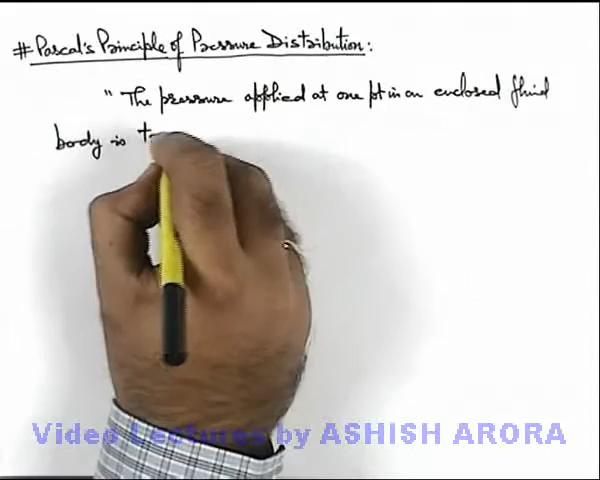 # Pascal's Principle of Pressure Distribution:
" The pressure applied at one pt in an enclosed fluid
body is t
Video Lectures by ASHISH ARORA